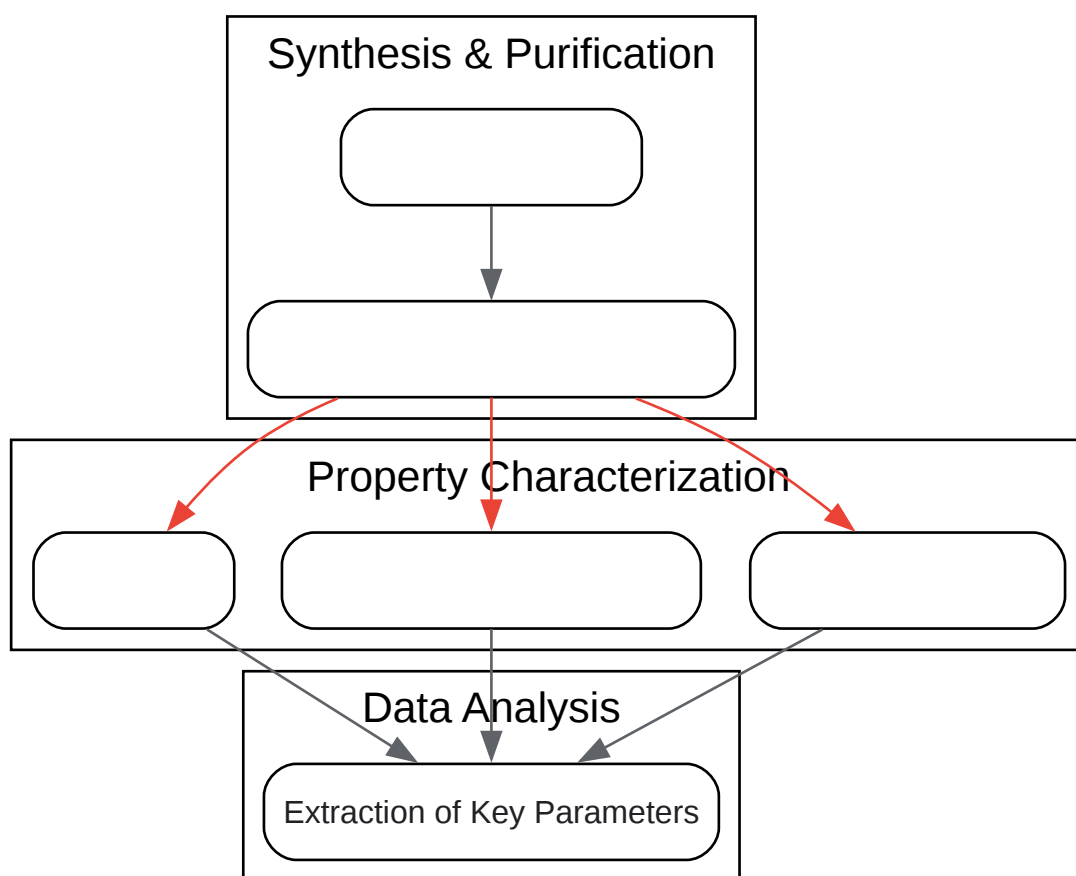 Synthesis & Purification
Property Characterization
Data Analysis
Extraction of Key Parameters